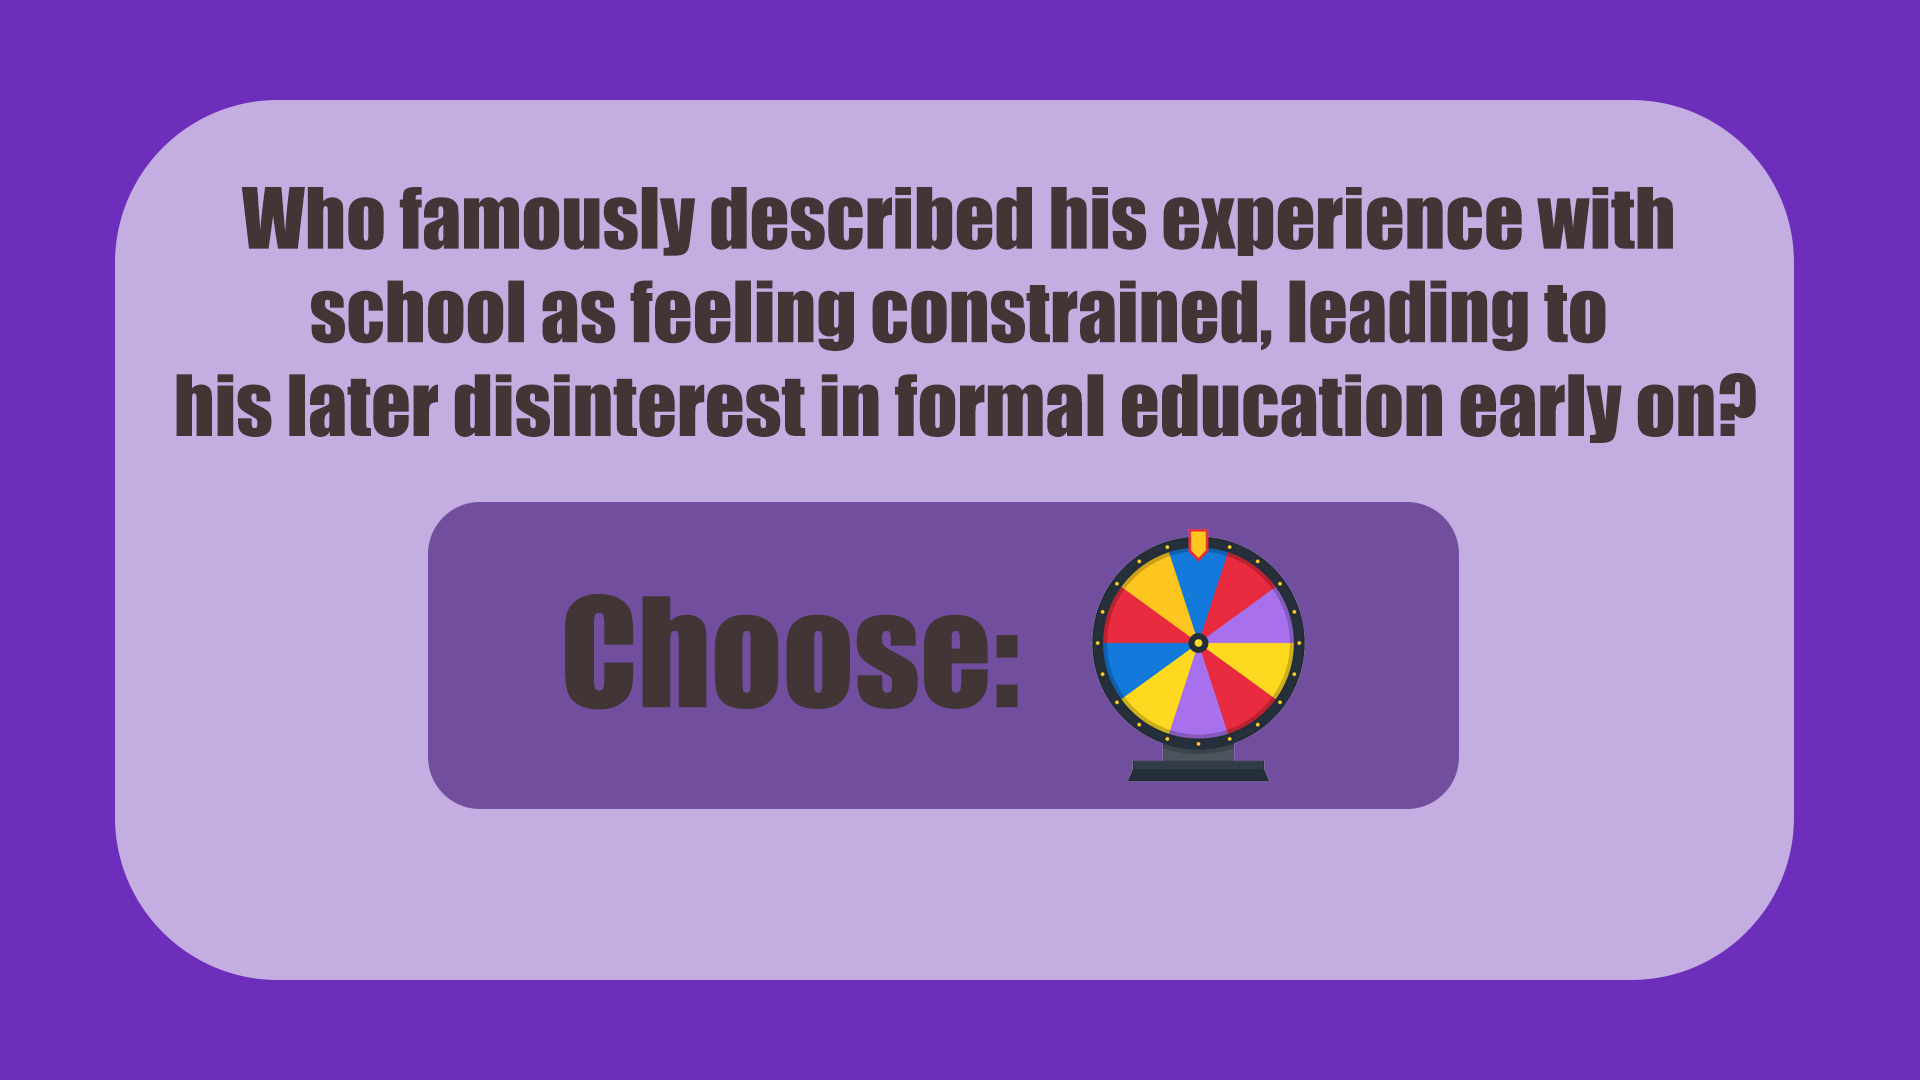 Who famously described his experience with
school as feeling constrained, leading to
his later disinterest in formal education early on?
Choose: